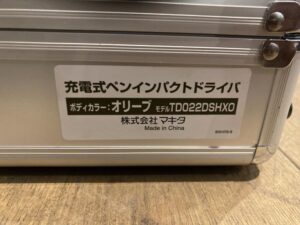 充電式ペンインパクトドライバ
ボディカラー：オリーブ モデルTD022DSHXO
株式会社マキタ
Made in China